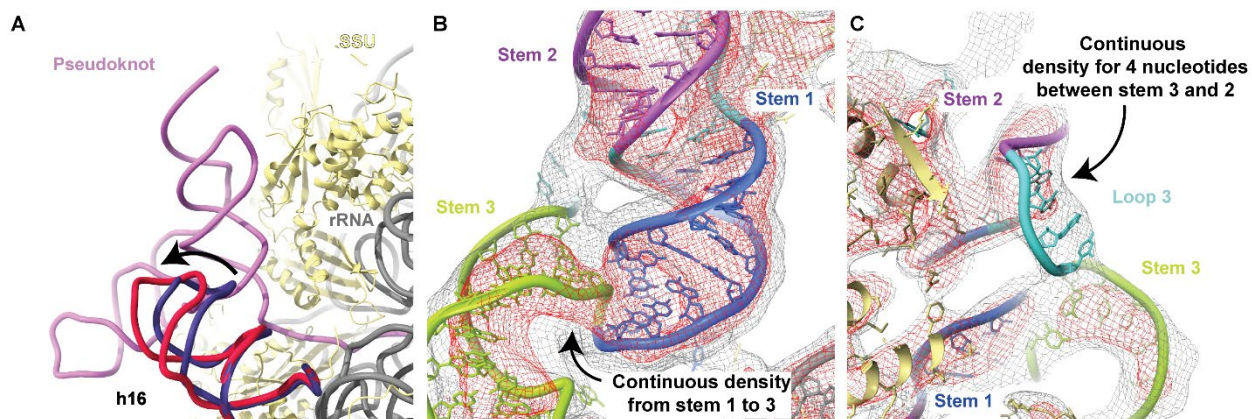 A
SSU
Pseudoknot
rRNA
h16
B
Stem 2
Stem 1
Stem 3
Continuous density
from stem 1 to 3
C
Continuous
density for 4 nucleotides
between stem 3 and 2
Stem 2
Loop 3
Stem 3
Stem 1